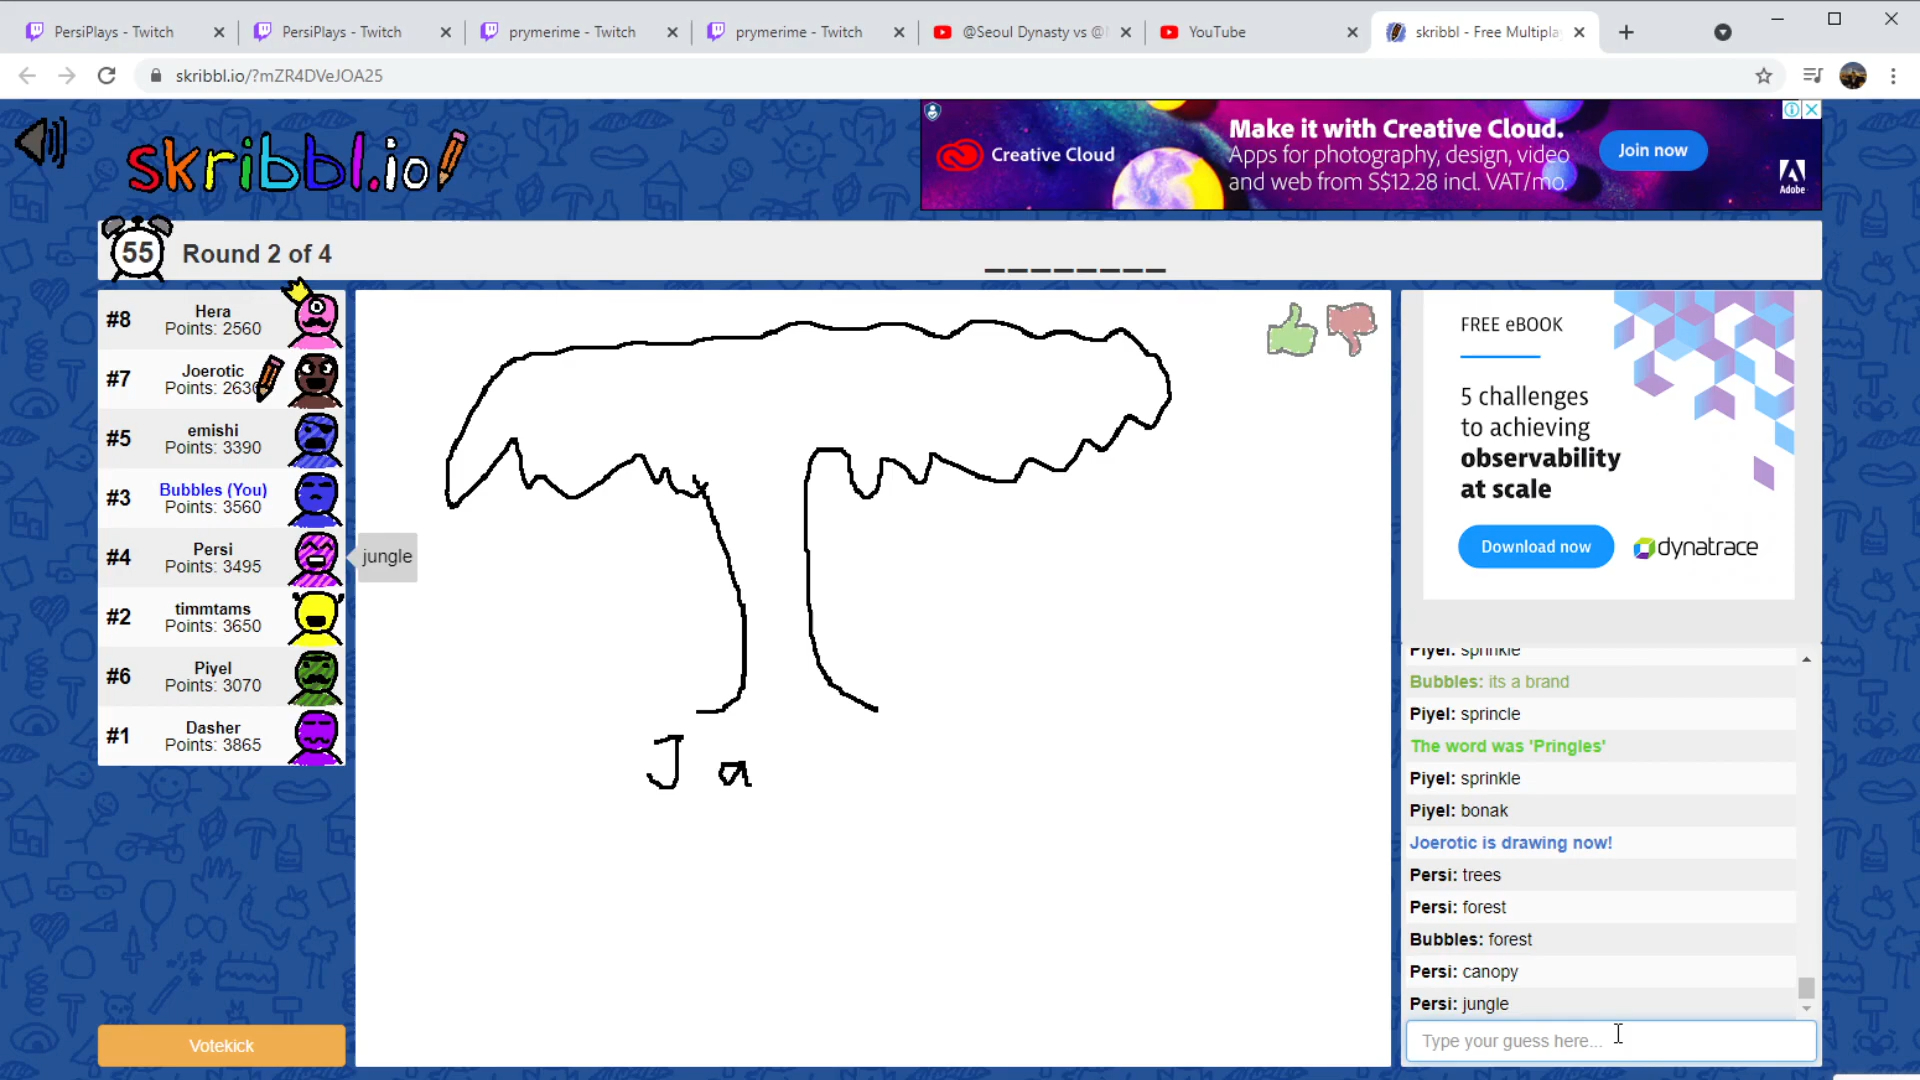 PersiPlays - Twitch
PersiPlays - Twitch
prymerime - Twitch
prymerime - Twitch
@Seoul Dynasty vs @
YouTube
skribbl - Free Multipla
skribbl.io/?mZR4DVeJOA25
skribbl.io
Creative Cloud
Make it with Creative Cloud.
Apps for photography, design, video
and web from S$12.28 incl. VAT/mo.
Join now
Adobe
55
Round 2 of 4
________
#8
Hera
Points: 2560
#7
Joerotic
Points: 2630
#5
emishi
Points: 3390
#3
Bubbles (You)
Points: 3560
#4
Persi
Points: 3495
jungle
#2
timmtams
Points: 3650
#6
Piyel
Points: 3070
#1
Dasher
Points: 3865
Votekick
J a
FREE eBOOK
5 challenges
to achieving
observability
at scale
Download now
dynatrace
Piyel: sprinkle
Bubbles: its a brand
Piyel: sprincle
The word was 'Pringles'
Piyel: sprinkle
Piyel: bonak
Joerotic is drawing now!
Persi: trees
Persi: forest
Bubbles: forest
Persi: canopy
Persi: jungle
Type your guess here...